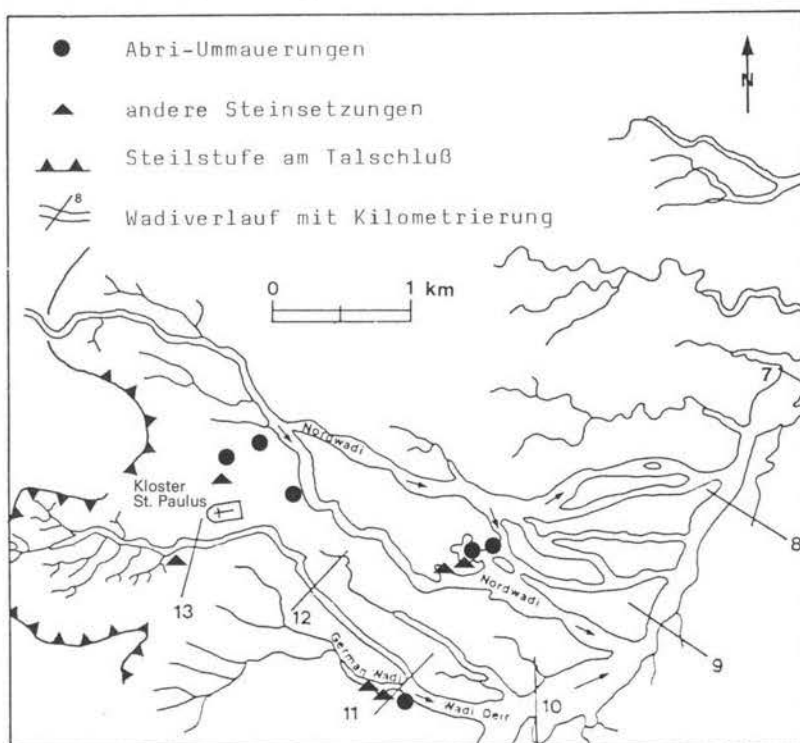 Abri-Ummauerungen
N
andere Steinsetzungen
Steilstufe am Talschluß
8
Wadiverlauf mit Kilometrierung
0 1 km
7
Nordwadi
Kloster
St. Paulus
8
Nordwadi
13
12
9
German Wadi
11
Wadi Deir
10